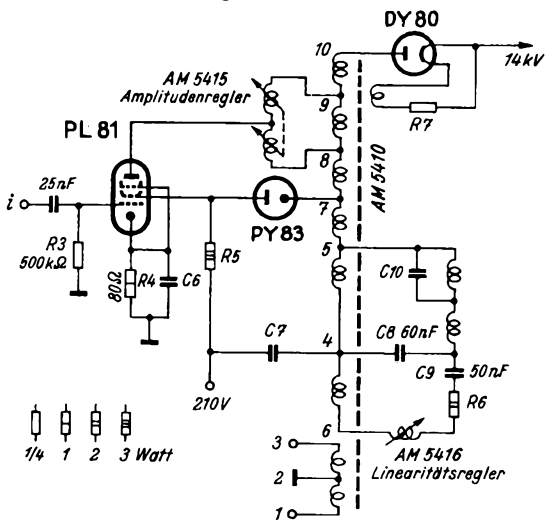 DY 80
10
14kV
AM 5415
Amplitudenregler
9
R7
PL 81
8
AM 5410
25nF
i
7
PY 83
R3
500kΩ
R4
80Ω
C6
R5
5
C10
C7
4
C8 60nF
C9
50nF
R6
210V
6
AM 5416
Linearitätsregler
3
2
1
1/4 1 2 3 Watt